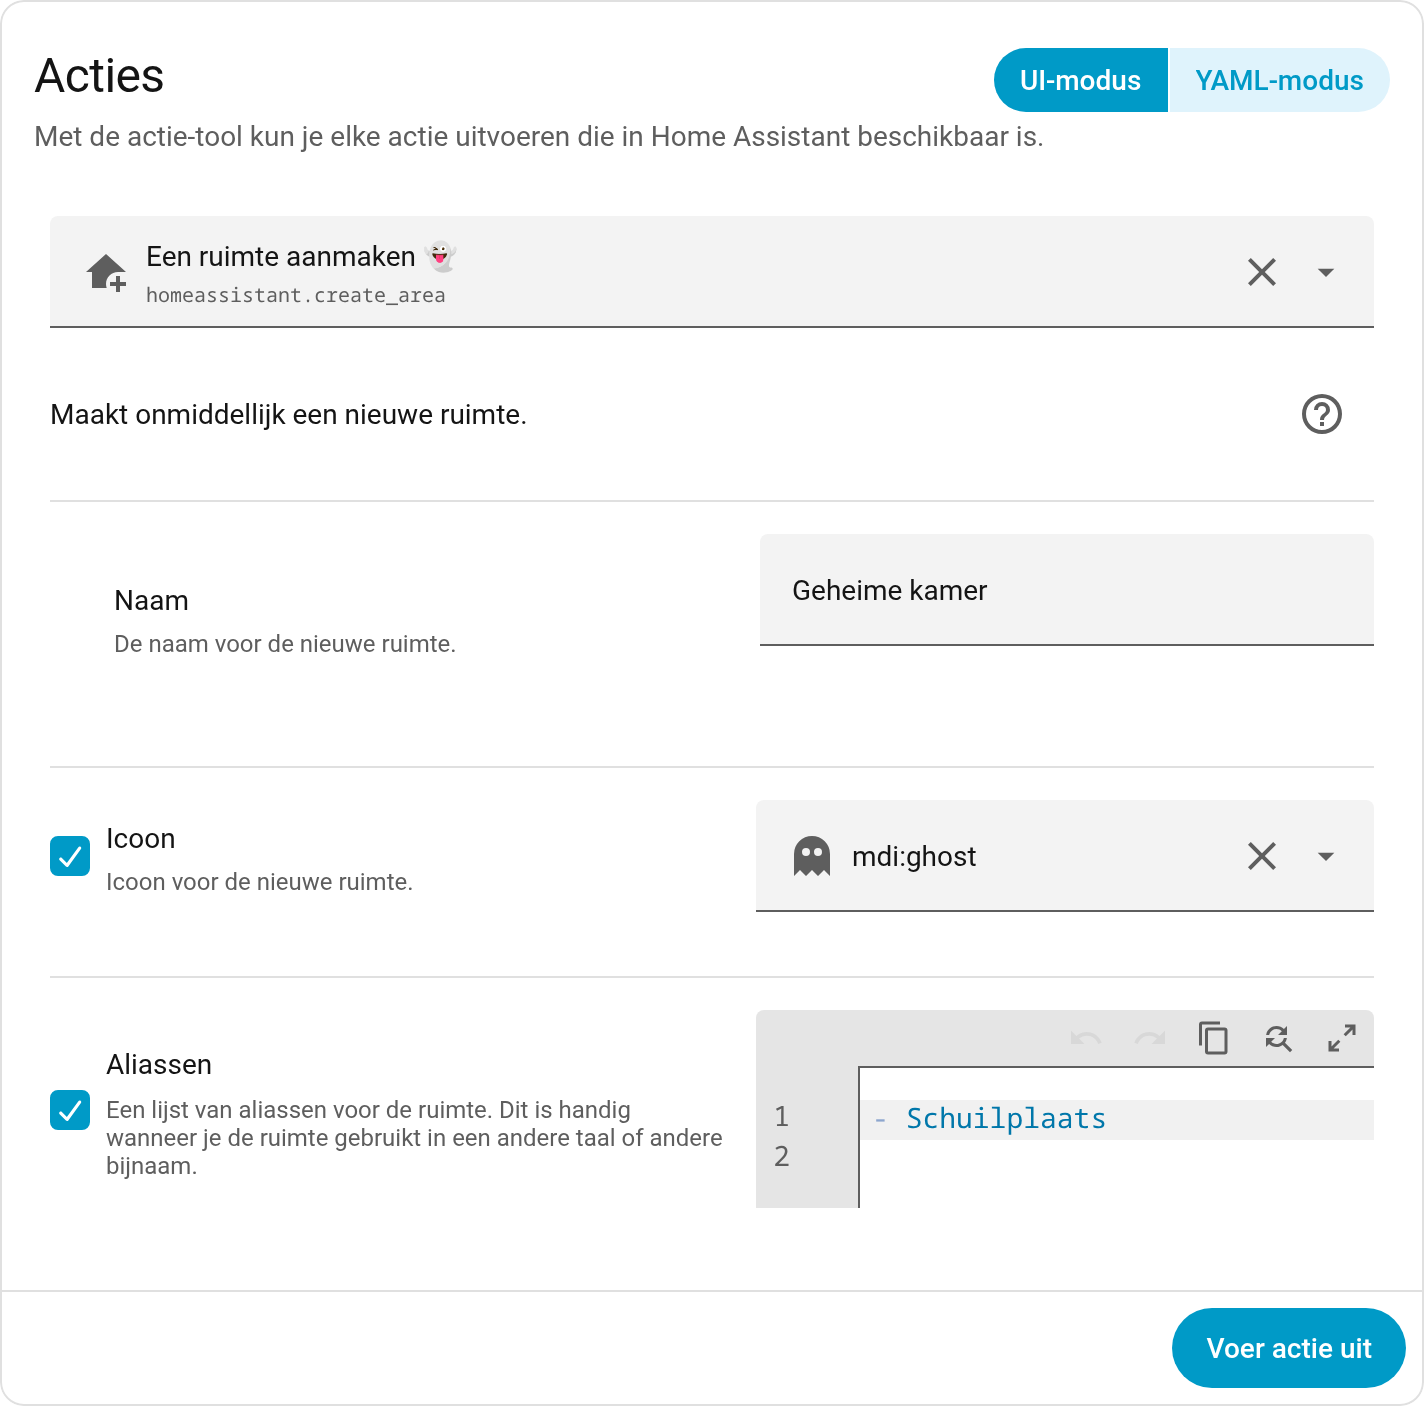 Acties
UI-modus
YAML-modus
Met de actie-tool kun je elke actie uitvoeren die in Home Assistant beschikbaar is.
Een ruimte aanmaken 👻
homeassistant.create_area
Maakt onmiddellijk een nieuwe ruimte.
Naam
De naam voor de nieuwe ruimte.
Geheime kamer
Icoon
Icoon voor de nieuwe ruimte.
mdi:ghost
Aliassen
Een lijst van aliassen voor de ruimte. Dit is handig
wanneer je de ruimte gebruikt in een andere taal of andere
bijnaam.
1 - Schuilplaats
2
Voer actie uit